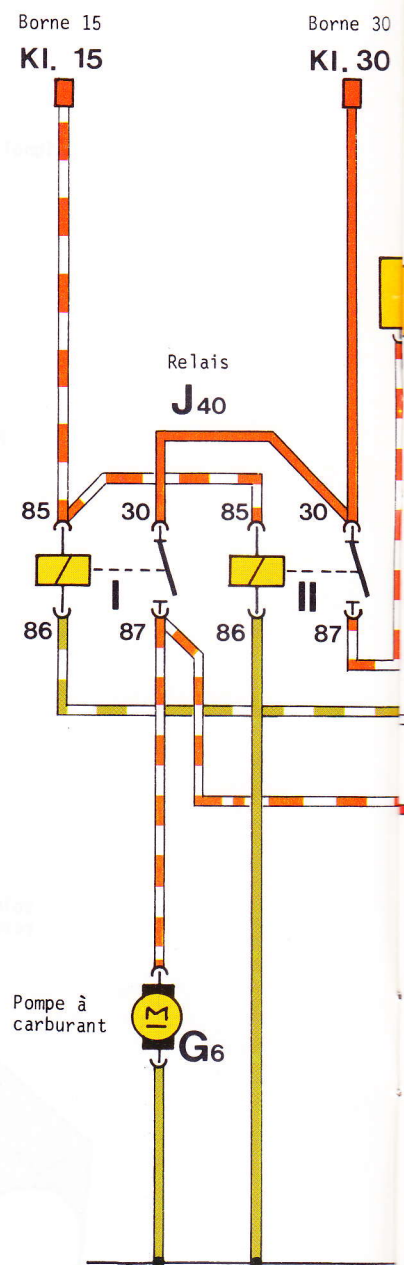 Borne 15
Kl. 15
Borne 30
Kl. 30
Relais
J40
85 30 85 30
I II
86 87 86 87
M
Pompe à
carburant
G6